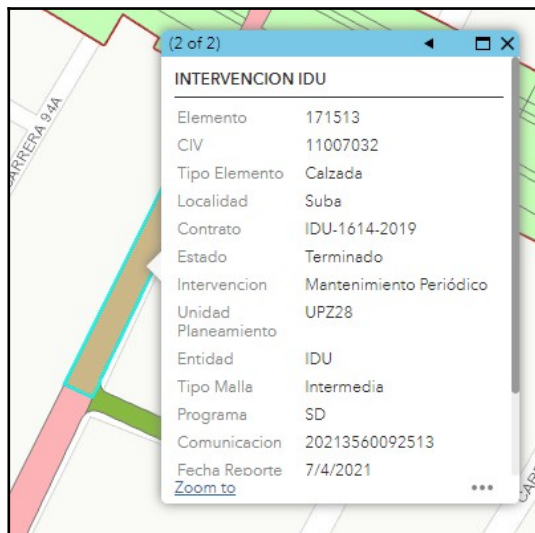 (2 of 2)
INTERVENCION IDU
Elemento 171513
CIV 11007032
Tipo Elemento Calzada
Localidad Suba
Contrato IDU-1614-2019
Estado Terminado
Intervencion Mantenimiento Periódico
Unidad Planeamiento UPZ28
Entidad IDU
Tipo Malla Intermedia
Programa SD
Comunicacion 20213560092513
Fecha Reporte 7/4/2021
Zoom to
CARRERA 94A